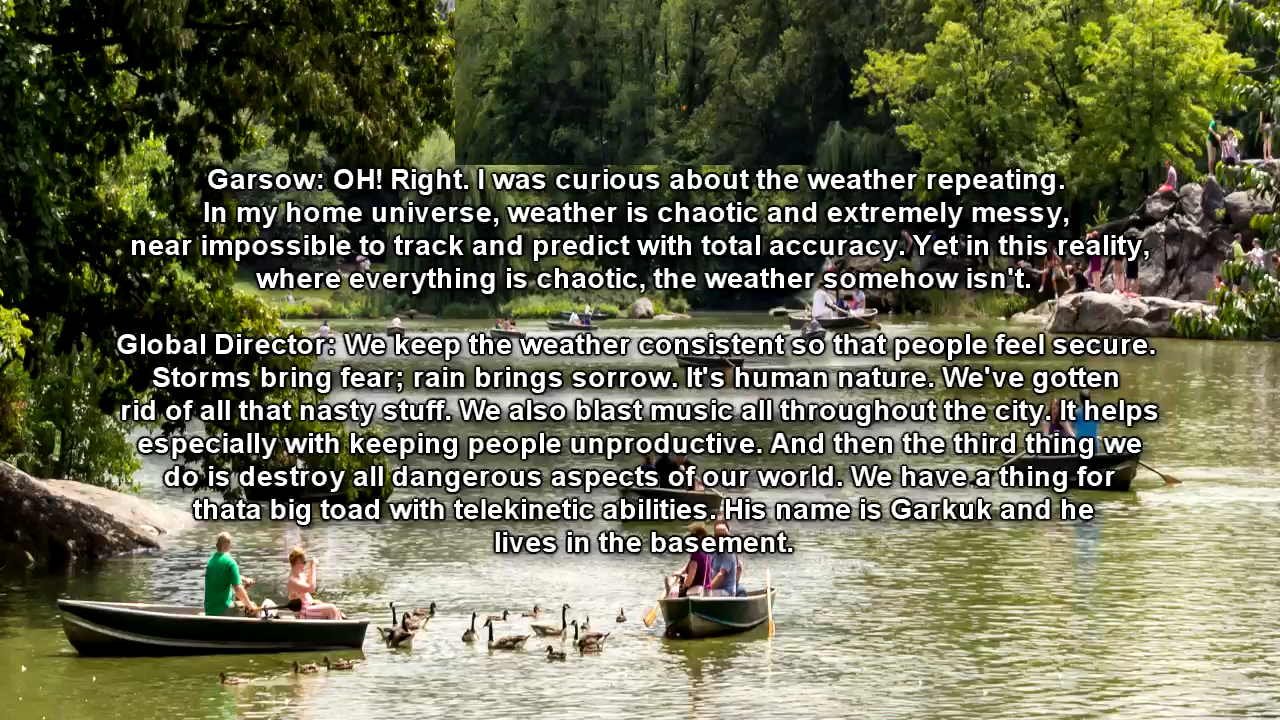 Garsow: OH! Right. I was curious about the weather repeating.
In my home universe, weather is chaotic and extremely messy,
near impossible to track and predict with total accuracy. Yet in this reality,
where everything is chaotic, the weather somehow isn't.
Global Director: We keep the weather consistent so that people feel secure.
Storms bring fear; rain brings sorrow. It's human nature. We've gotten
rid of all that nasty stuff. We also blast music all throughout the city. It helps
especially with keeping people unproductive. And then the third thing we
do is destroy all dangerous aspects of our world. We have a thing for
thata big toad with telekinetic abilities. His name is Garkuk and he
lives in the basement.